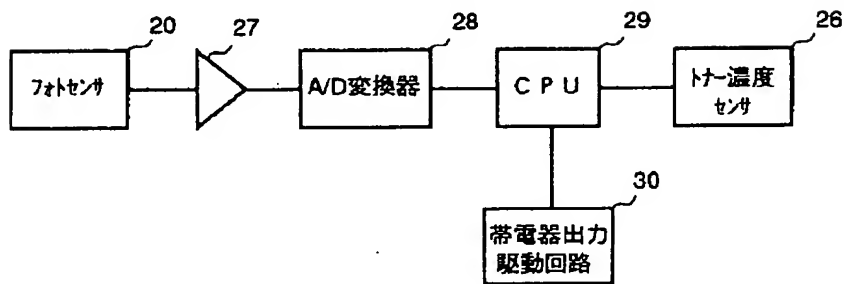 20
27
28
29
26
フォトセンサ
A/D変換器
CPU
トナー濃度
センサ
30
帯電器出力
駆動回路